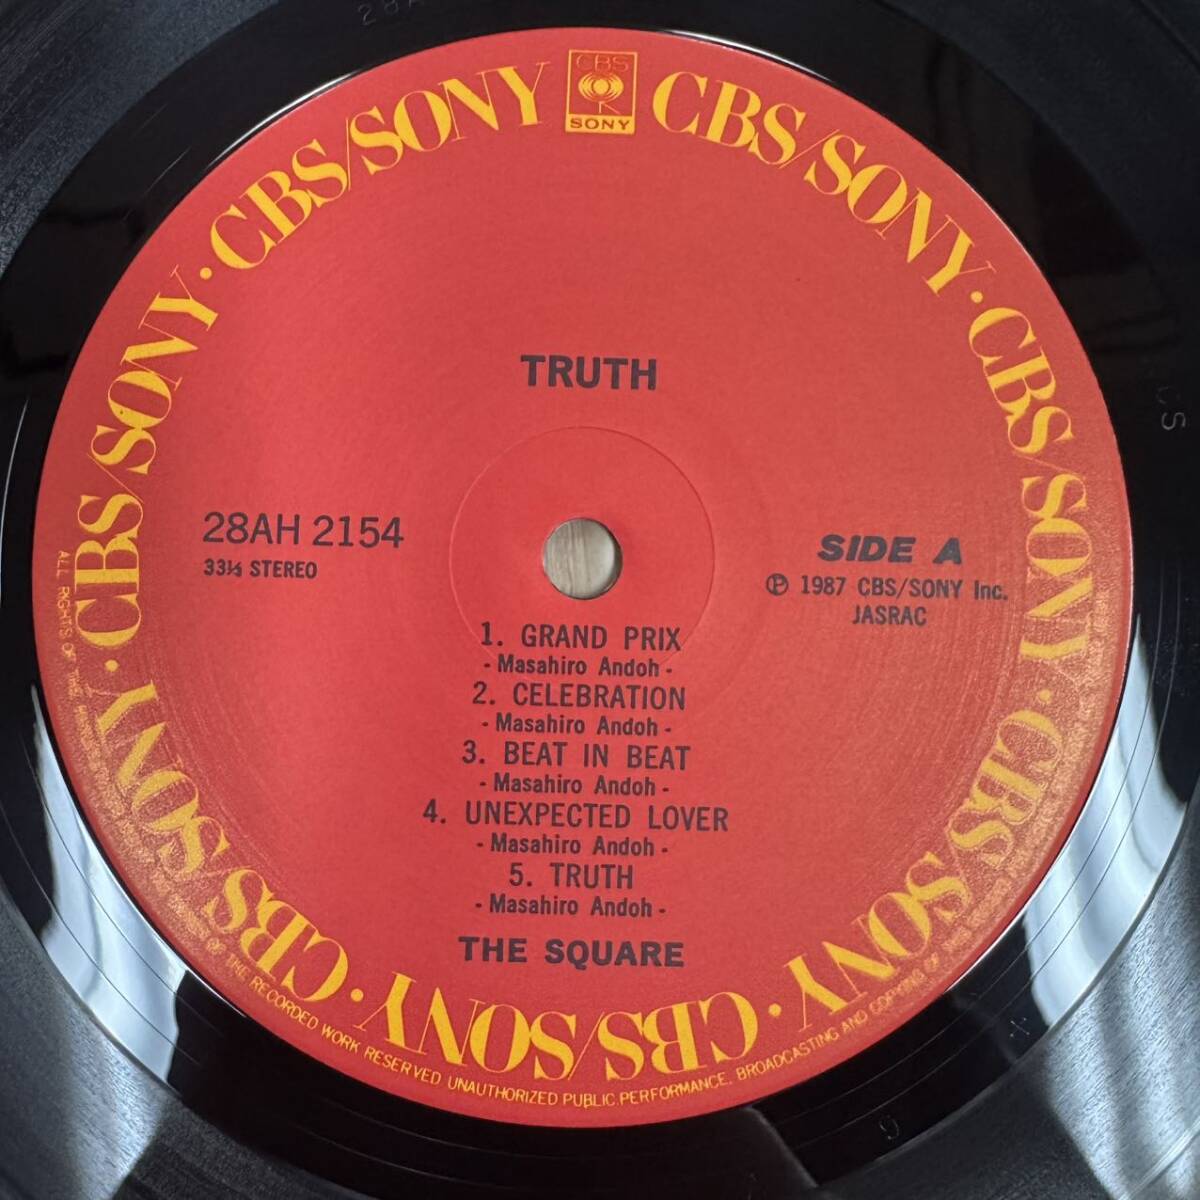 CBS
SONY
CBS/SONY · CBS/SONY · CBS/SONY · CBS/SONY · CBS/SONY · CBS/SONY · CBS/SONY · CBS/SONY
TRUTH
28AH 2154
33⅓ STEREO
SIDE A
Ⓟ 1987 CBS/SONY Inc.
JASRAC
1. GRAND PRIX
- Masahiro Andoh -
2. CELEBRATION
- Masahiro Andoh -
3. BEAT IN BEAT
- Masahiro Andoh -
4. UNEXPECTED LOVER
- Masahiro Andoh -
5. TRUTH
- Masahiro Andoh -
THE SQUARE
ALL RIGHTS OF THE THE RECORDED WORK RESERVED UNAUTHORIZED PUBLIC PERFORMANCE. BROADCASTING AND COPYING OF